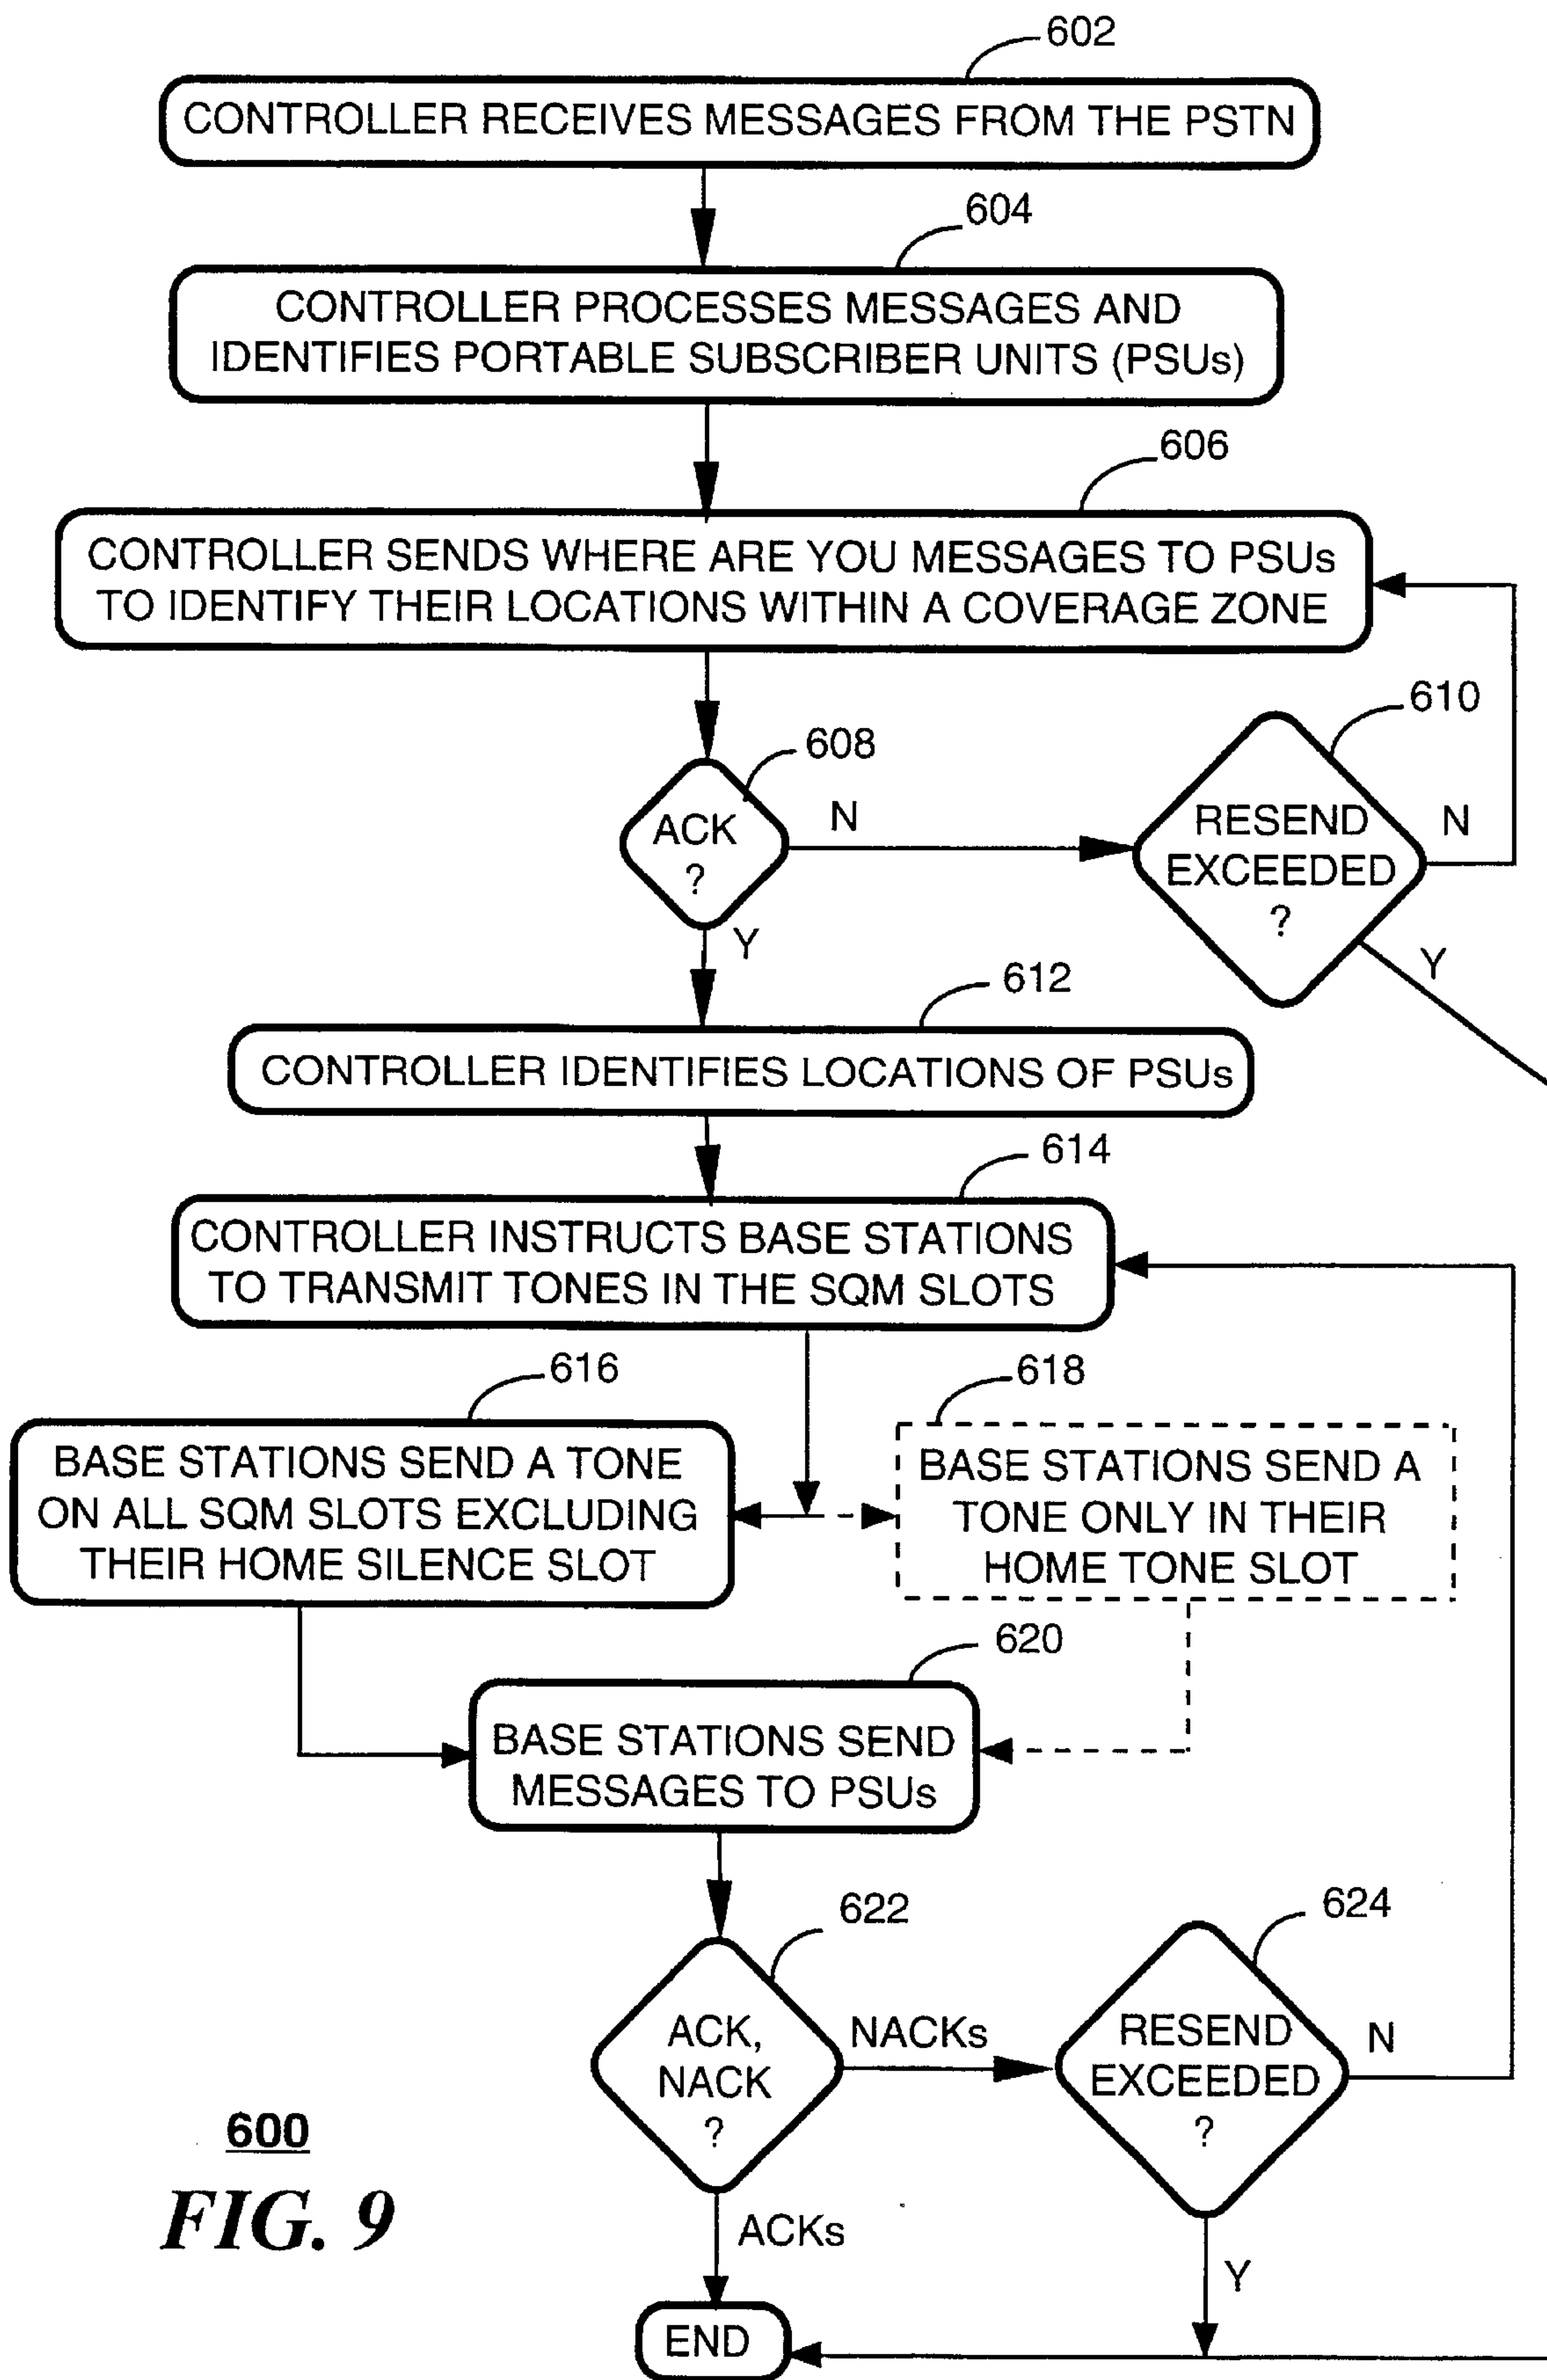 602
CONTROLLER RECEIVES MESSAGES FROM THE PSTN
604
CONTROLLER PROCESSES MESSAGES AND
IDENTIFIES PORTABLE SUBSCRIBER UNITS (PSUs)
606
CONTROLLER SENDS WHERE ARE YOU MESSAGES TO PSUs
TO IDENTIFY THEIR LOCATIONS WITHIN A COVERAGE ZONE
608
ACK
?
N
Y
610
RESEND
EXCEEDED
?
N
Y
612
CONTROLLER IDENTIFIES LOCATIONS OF PSUs
614
CONTROLLER INSTRUCTS BASE STATIONS
TO TRANSMIT TONES IN THE SQM SLOTS
616
BASE STATIONS SEND A TONE
ON ALL SQM SLOTS EXCLUDING
THEIR HOME SILENCE SLOT
618
BASE STATIONS SEND A
TONE ONLY IN THEIR
HOME TONE SLOT
620
BASE STATIONS SEND
MESSAGES TO PSUs
622
ACK,
NACK
?
NACKs
ACKs
624
RESEND
EXCEEDED
?
N
Y
END
600
FIG. 9